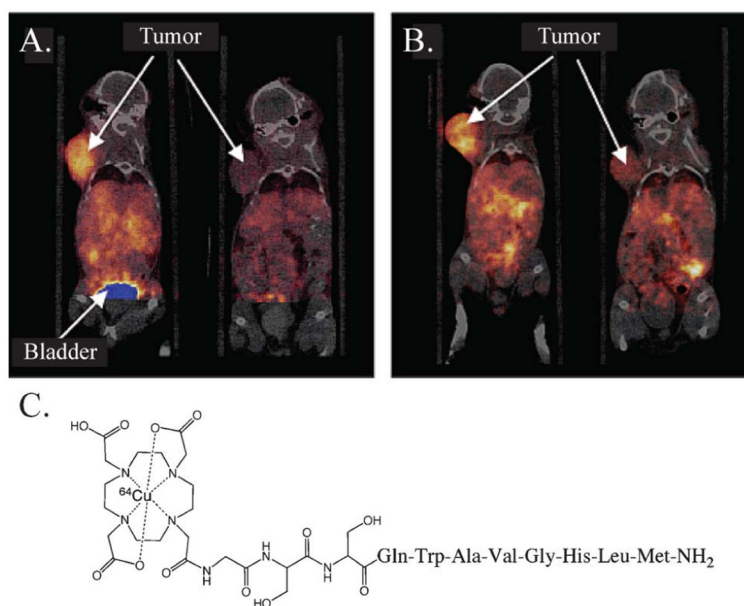 A.
Tumor
Bladder
B.
Tumor
C.
HO
O
O
O
N
N
64Cu
N
N
O
O
O
N
H
O
H
N
HO
O
N
H
OH
O
Gln-Trp-Ala-Val-Gly-His-Leu-Met-NH2